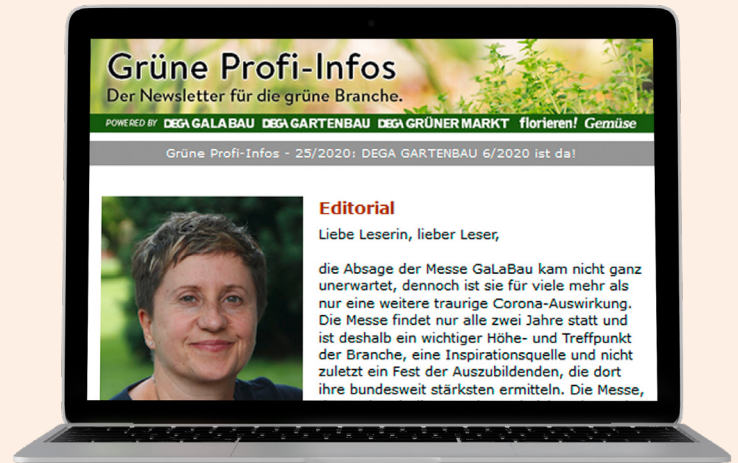 Grüne Profi-Infos
Der Newsletter für die grüne Branche.
POWERED BY DEGA GALABAU DEGA GARTENBAU DEGA GRÜNER MARKT florieren! Gemüse
Grüne Profi-Infos - 25/2020: DEGA GARTENBAU 6/2020 ist da!
Editorial
Liebe Leserin, lieber Leser,
die Absage der Messe GaLaBau kam nicht ganz
unerwartet, dennoch ist sie für viele mehr als
nur eine weitere traurige Corona-Auswirkung.
Die Messe findet nur alle zwei Jahre statt und
ist deshalb ein wichtiger Höhe- und Treffpunkt
der Branche, eine Inspirationsquelle und nicht
zuletzt ein Fest der Auszubildenden, die dort
ihre bundesweit stärksten ermitteln. Die Messe,